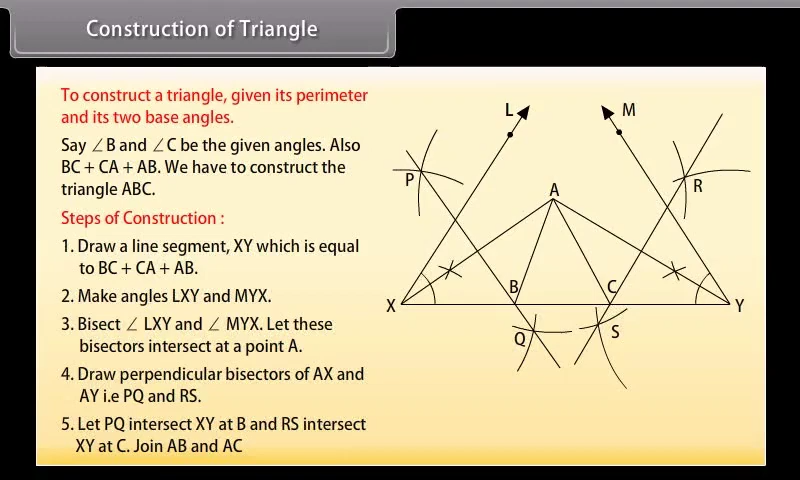 Construction of Triangle
To construct a triangle, given its perimeter
and its two base angles.
Say ∠B and ∠C be the given angles. Also
BC + CA + AB. We have to construct the
triangle ABC.
Steps of Construction :
1. Draw a line segment, XY which is equal
to BC + CA + AB.
2. Make angles LXY and MYX.
3. Bisect ∠ LXY and ∠ MYX. Let these
bisectors intersect at a point A.
4. Draw perpendicular bisectors of AX and
AY i.e PQ and RS.
5. Let PQ intersect XY at B and RS intersect
XY at C. Join AB and AC
L
M
P
A
R
B
C
X
Y
Q
S